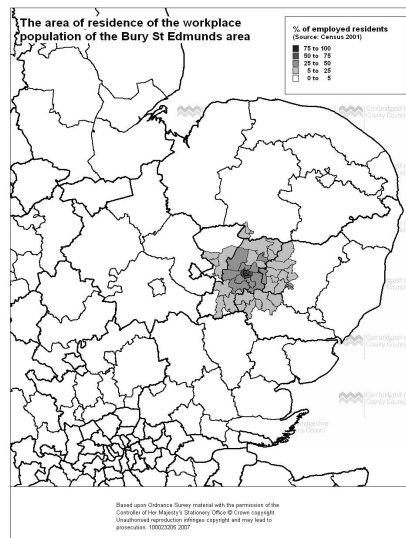 The area of residence of the workplace
population of the Bury St Edmunds area
% of employed residents
(Source: Census 2001)
75 to 100
50 to 75
25 to 50
5 to 25
0 to 5
Cambridgeshire
County Council
Based upon Ordnance Survey material with the permission of the
Controller of Her Majesty's Stationery Office © Crown copyright.
Unauthorised reproduction infringes copyright and may lead to
prosecution. 100023205 2007